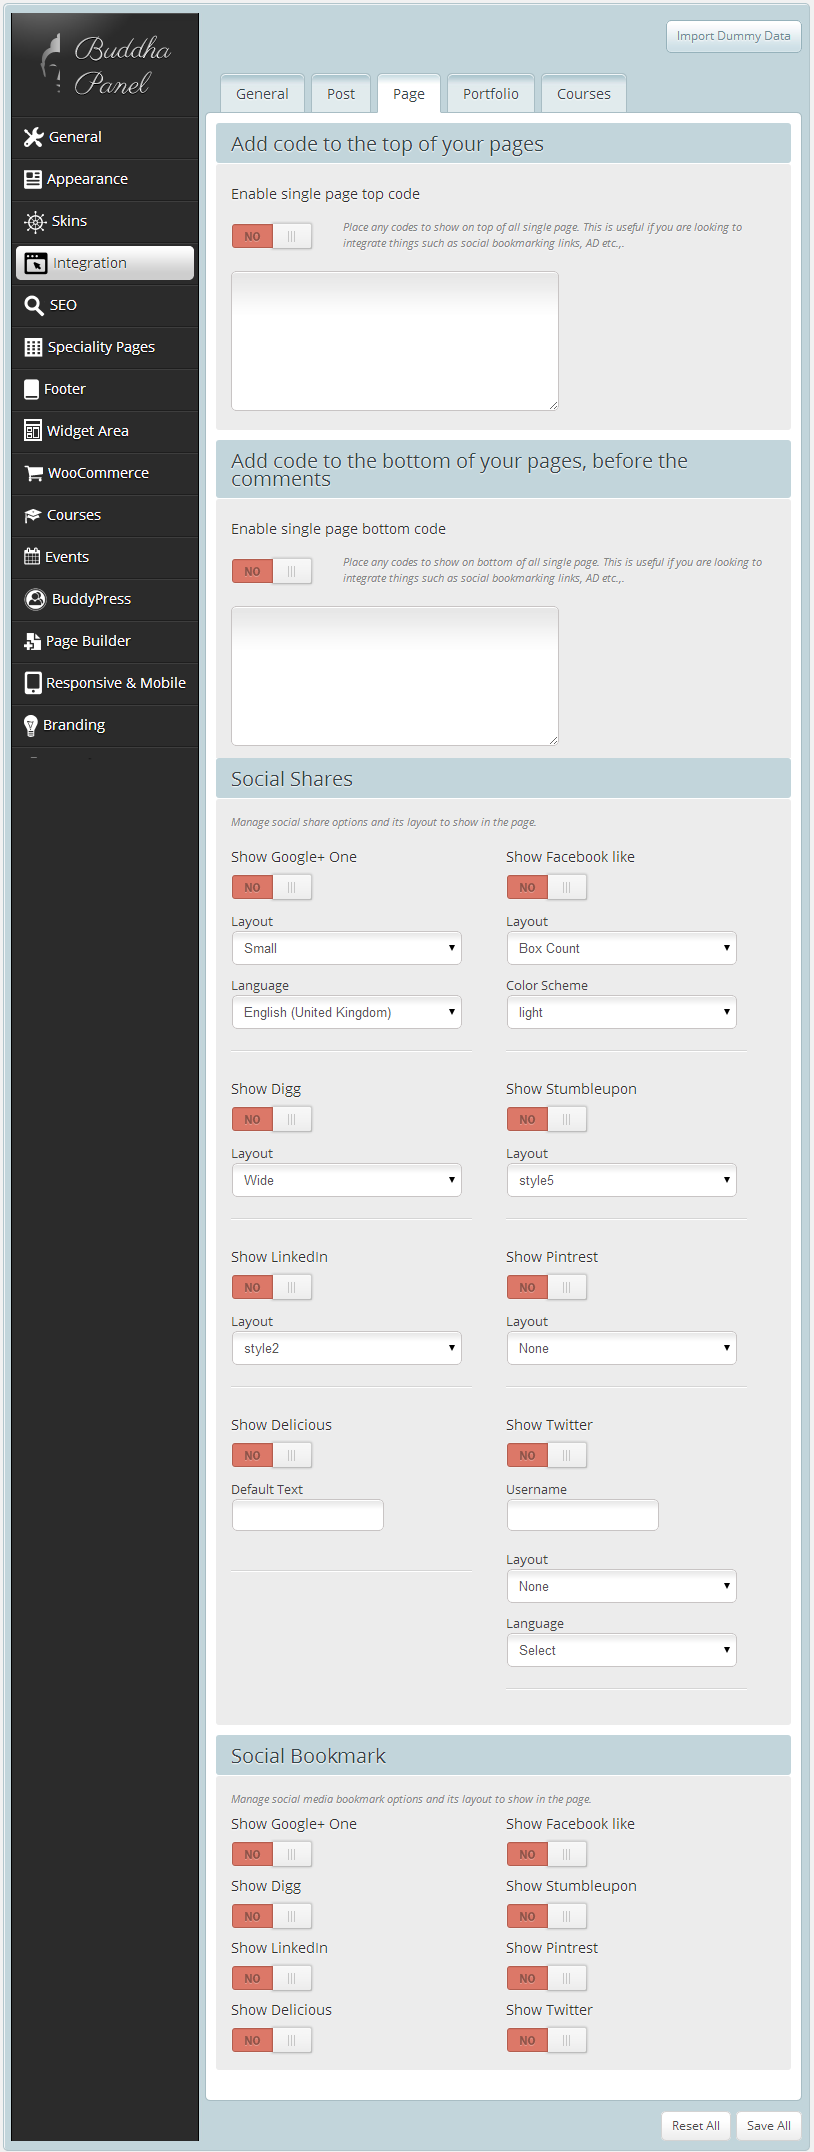 Buddha
Panel
Import Dummy Data
General
Post
Page
Portfolio
Courses
General
Appearance
Skins
Integration
SEO
Speciality Pages
Footer
Widget Area
WooCommerce
Courses
Events
BuddyPress
Page Builder
Responsive & Mobile
Branding
Add code to the top of your pages
Enable single page top code
NO
Place any codes to show on top of all single page. This is useful if you are looking to
integrate things such as social bookmarking links, AD etc.,.
Add code to the bottom of your pages, before the
comments
Enable single page bottom code
NO
Place any codes to show on bottom of all single page. This is useful if you are looking to
integrate things such as social bookmarking links, AD etc.,.
Social Shares
Manage social share options and its layout to show in the page.
Show Google+ One
NO
Layout
Small
Language
English (United Kingdom)
Show Facebook like
NO
Layout
Box Count
Color Scheme
light
Show Digg
NO
Layout
Wide
Show Stumbleupon
NO
Layout
style5
Show LinkedIn
NO
Layout
style2
Show Pintrest
NO
Layout
None
Show Delicious
NO
Default Text
Show Twitter
NO
Username
Layout
None
Language
Select
Social Bookmark
Manage social media bookmark options and its layout to show in the page.
Show Google+ One
NO
Show Facebook like
NO
Show Digg
NO
Show Stumbleupon
NO
Show LinkedIn
NO
Show Pintrest
NO
Show Delicious
NO
Show Twitter
NO
Reset All
Save All